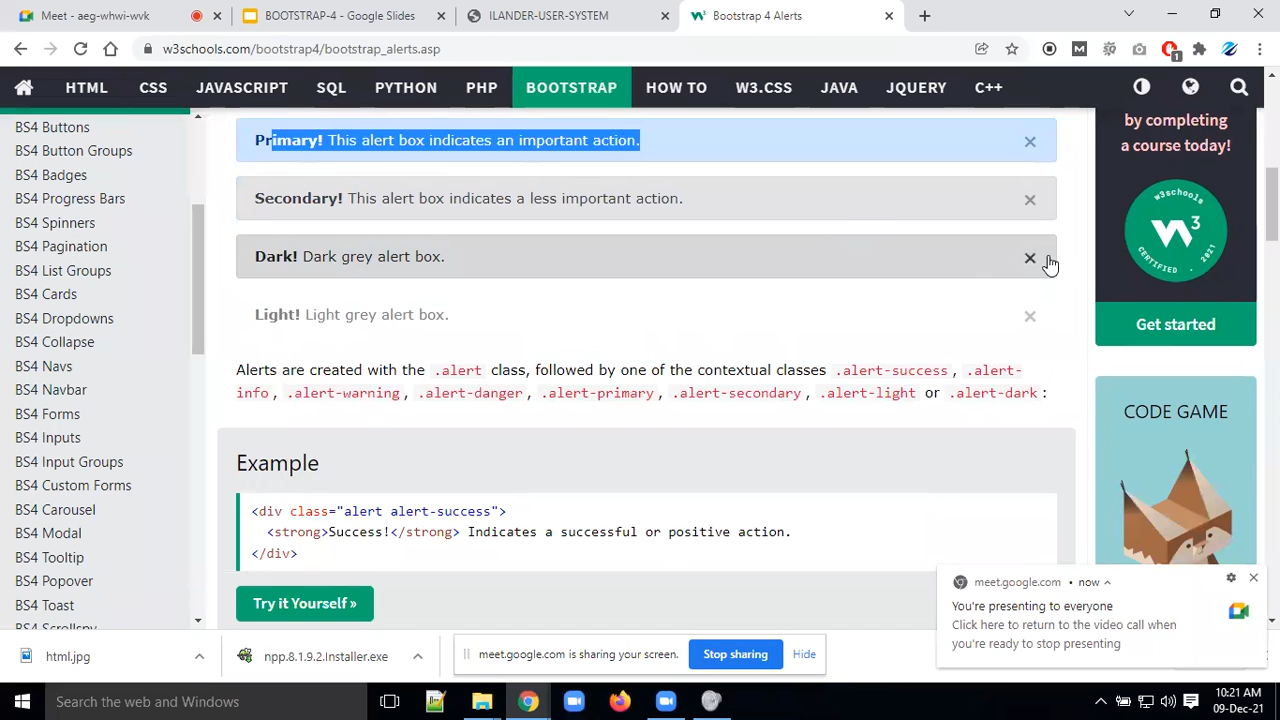 Meet - aeg-whwi-wvk
BOOTSTRAP-4 - Google Slides
ILANDER-USER-SYSTEM
Bootstrap 4 Alerts
w3schools.com/bootstrap4/bootstrap_alerts.asp
1
HTML CSS JAVASCRIPT SQL PYTHON PHP BOOTSTRAP HOW TO W3.CSS JAVA JQUERY C++
BS4 Buttons
BS4 Button Groups
BS4 Badges
BS4 Progress Bars
BS4 Spinners
BS4 Pagination
BS4 List Groups
BS4 Cards
BS4 Dropdowns
BS4 Collapse
BS4 Navs
BS4 Navbar
BS4 Forms
BS4 Inputs
BS4 Input Groups
BS4 Custom Forms
BS4 Carousel
BS4 Modal
BS4 Tooltip
BS4 Popover
BS4 Toast
BS4 Scrollspy
Primary! This alert box indicates an important action. ×
Secondary! This alert box indicates a less important action. ×
Dark! Dark grey alert box. ×
Light! Light grey alert box. ×
Alerts are created with the .alert class, followed by one of the contextual classes .alert-success, .alert-
info, .alert-warning, .alert-danger, .alert-primary, .alert-secondary, .alert-light or .alert-dark:
Example
<div class="alert alert-success">
<strong>Success!</strong> Indicates a successful or positive action.
</div>
Try it Yourself »
by completing
a course today!
w3schools
W3
CERTIFIED . 2021
Get started
CODE GAME
meet.google.com • now
You're presenting to everyone
Click here to return to the video call when
you're ready to stop presenting
html.jpg
npp.8.1.9.2.Installer.exe
meet.google.com is sharing your screen.
Stop sharing
Hide
Search the web and Windows
10:21 AM
09-Dec-21